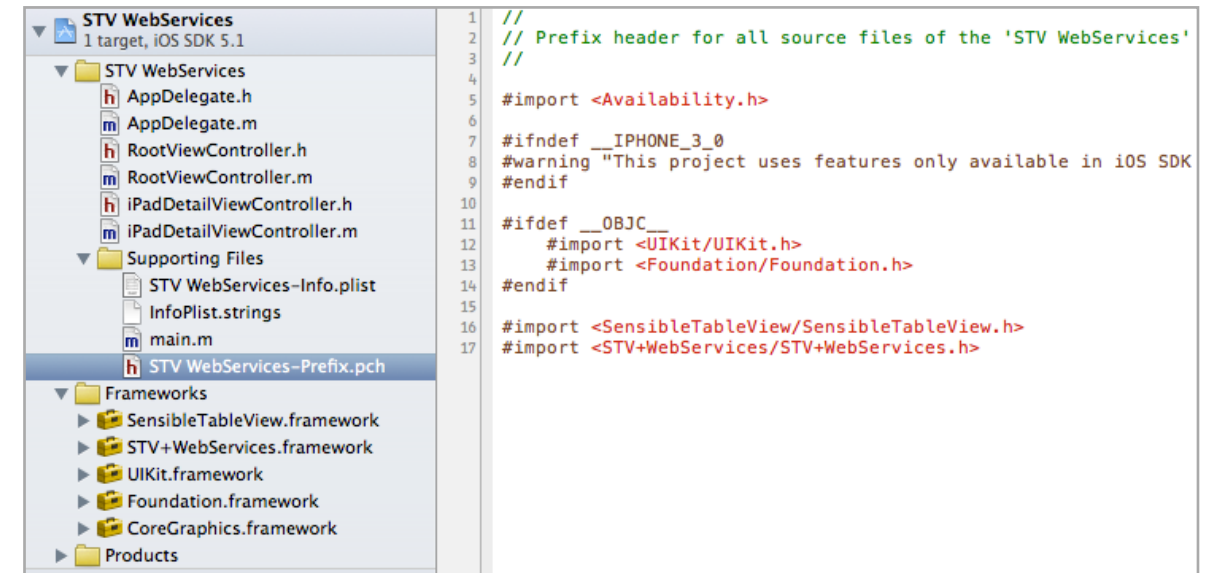 STV WebServices
1 target, iOS SDK 5.1
STV WebServices
h AppDelegate.h
m AppDelegate.m
h RootViewController.h
m RootViewController.m
h iPadDetailViewController.h
m iPadDetailViewController.m
Supporting Files
STV WebServices-Info.plist
InfoPlist.strings
m main.m
h STV WebServices-Prefix.pch
Frameworks
SensibleTableView.framework
STV+WebServices.framework
UIKit.framework
Foundation.framework
CoreGraphics.framework
Products
1 //
2 // Prefix header for all source files of the 'STV WebServices'
3 //
4
5 #import <Availability.h>
6
7 #ifndef __IPHONE_3_0
8 #warning "This project uses features only available in iOS SDK
9 #endif
10
11 #ifdef __OBJC__
12 #import <UIKit/UIKit.h>
13 #import <Foundation/Foundation.h>
14 #endif
15
16 #import <SensibleTableView/SensibleTableView.h>
17 #import <STV+WebServices/STV+WebServices.h>